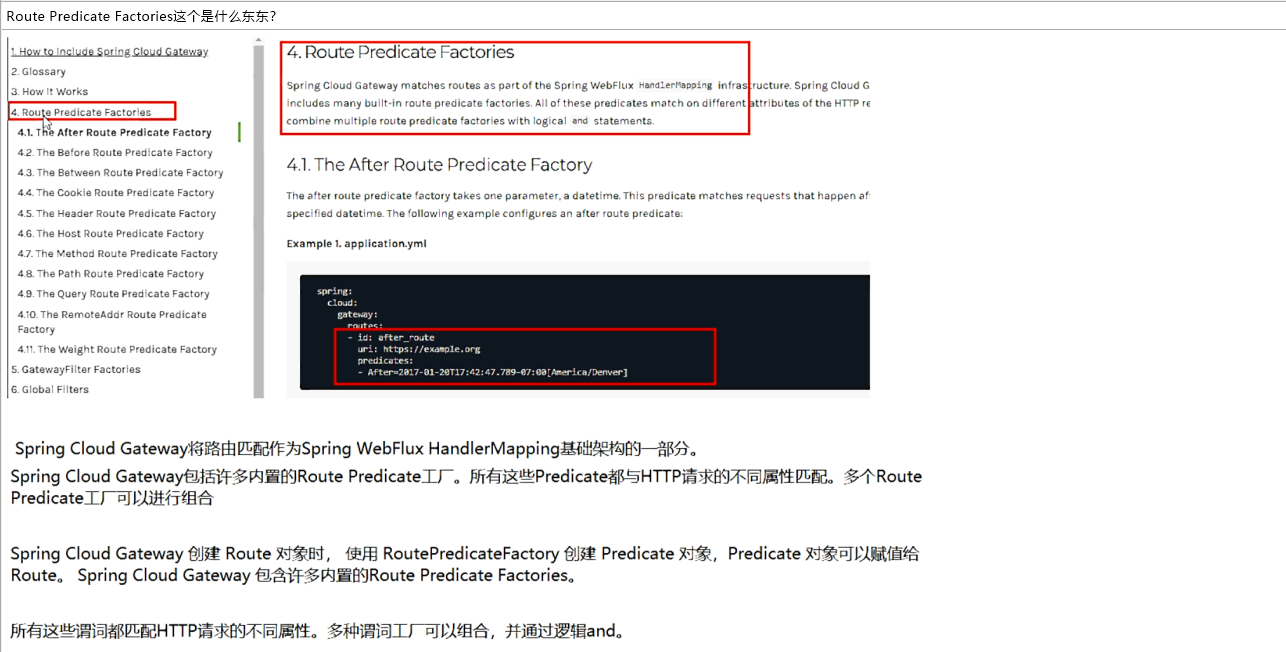 Route Predicate Factories这个是什么东东?
1. How to Include Spring Cloud Gateway
2. Glossary
3. How It Works
4. Route Predicate Factories
4.1. The After Route Predicate Factory
4.2. The Before Route Predicate Factory
4.3. The Between Route Predicate Factory
4.4. The Cookie Route Predicate Factory
4.5. The Header Route Predicate Factory
4.6. The Host Route Predicate Factory
4.7. The Method Route Predicate Factory
4.8. The Path Route Predicate Factory
4.9. The Query Route Predicate Factory
4.10. The RemoteAddr Route Predicate
Factory
4.11. The Weight Route Predicate Factory
5. GatewayFilter Factories
6. Global Filters
4. Route Predicate Factories
Spring Cloud Gateway matches routes as part of the Spring WebFlux HandlerMapping infrastructure. Spring Cloud G
includes many built-in route predicate factories. All of these predicates match on different attributes of the HTTP re
combine multiple route predicate factories with logical and statements.
4.1. The After Route Predicate Factory
The after route predicate factory takes one parameter, a datetime. This predicate matches requests that happen af
specified datetime. The following example configures an after route predicate:
Example 1. application.yml
spring:
cloud:
gateway:
routes:
- id: after_route
uri: https://example.org
predicates:
- After=2017-01-20T17:42:47.789-07:00[America/Denver]
Spring Cloud Gateway将路由匹配作为Spring WebFlux HandlerMapping基础架构的一部分。
Spring Cloud Gateway包括许多内置的Route Predicate工厂。所有这些Predicate都与HTTP请求的不同属性匹配。多个Route
Predicate工厂可以进行组合
Spring Cloud Gateway 创建 Route 对象时， 使用 RoutePredicateFactory 创建 Predicate 对象，Predicate 对象可以赋值给
Route。 Spring Cloud Gateway 包含许多内置的Route Predicate Factories。
所有这些谓词都匹配HTTP请求的不同属性。多种谓词工厂可以组合，并通过逻辑and。